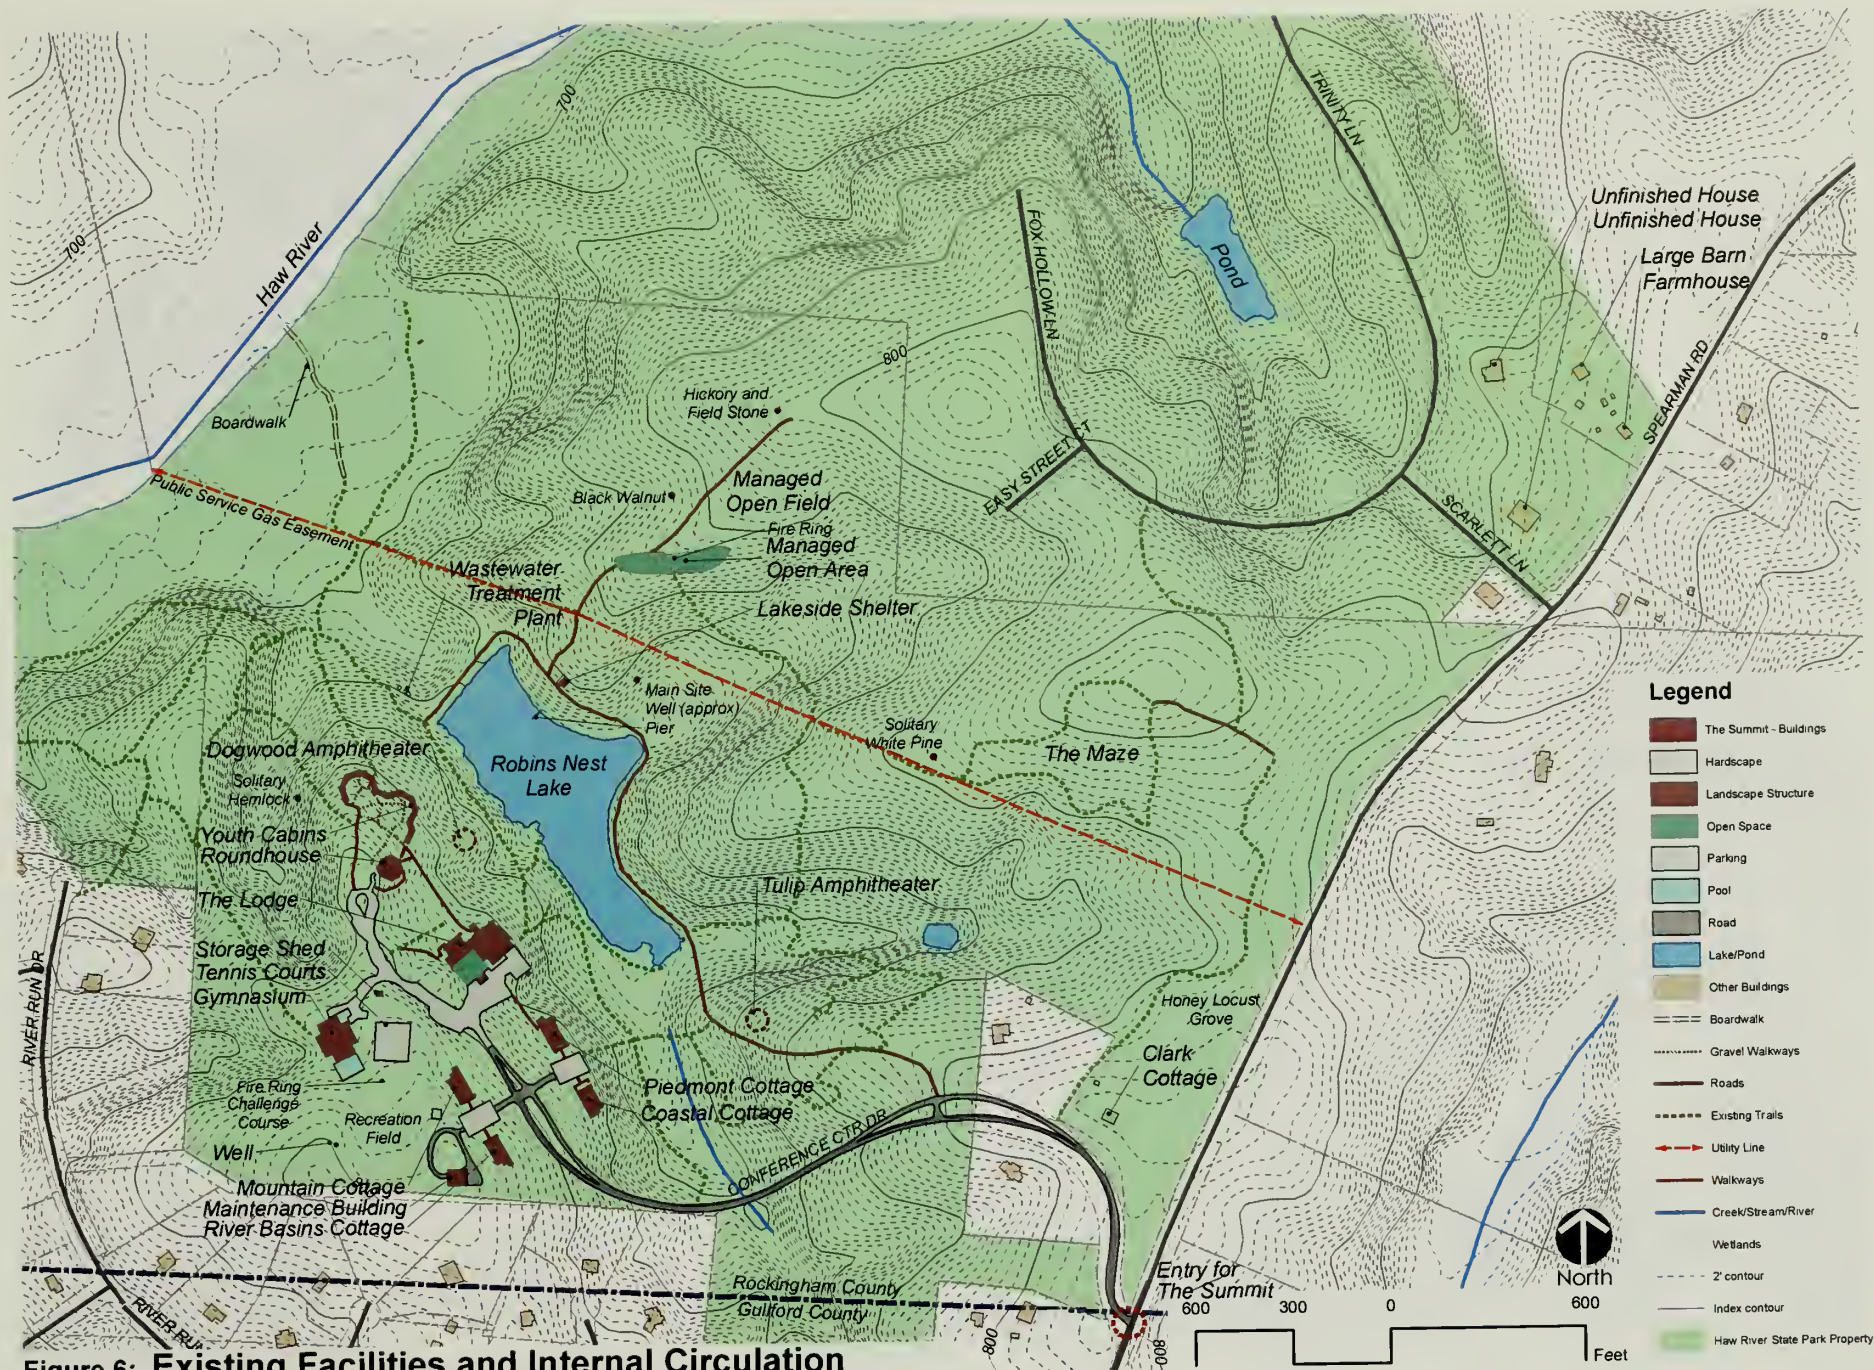 700
TRINITY LN
Unfinished House
Unfinished House
Large Barn
Farmhouse
700
Haw River
FOX HOLLOW LN
Pond
800
SPEARMAN RD
Hickory and
Field Stone
Boardwalk
EASY STREET CT
Managed
Open Field
Black Walnut
Public Service Gas Easement
SCARLETT LN
Fire Ring
Managed
Open Area
Wastewater
Treatment
Plant
Lakeside Shelter
Main Site
Well (approx)
Pier
Solitary
White Pine
The Maze
Dogwood Amphitheater
Robins Nest
Lake
Solitary
Hemlock
Youth Cabins
Roundhouse
Tulip Amphitheater
The Lodge
Storage Shed
Tennis Courts
Gymnasium
RIVER RUN DR
Honey Locust
Grove
Clark
Cottage
Fire Ring
Challenge
Course
Recreation
Field
Piedmont Cottage
Coastal Cottage
Well
CONFERENCE CTR DR
Mountain Cottage
Maintenance Building
River Basins Cottage
Rockingham County
Guilford County
Entry for
The Summit
RIVER RUN
800
800
Legend
The Summit - Buildings
Hardscape
Landscape Structure
Open Space
Parking
Pool
Road
Lake/Pond
Other Buildings
Boardwalk
Gravel Walkways
Roads
Existing Trails
Utility Line
Walkways
Creek/Stream/River
Wetlands
2' contour
Index contour
Haw River State Park Property
North
600 300 0 600
Feet
Figure 6: Existing Facilities and Internal Circulation